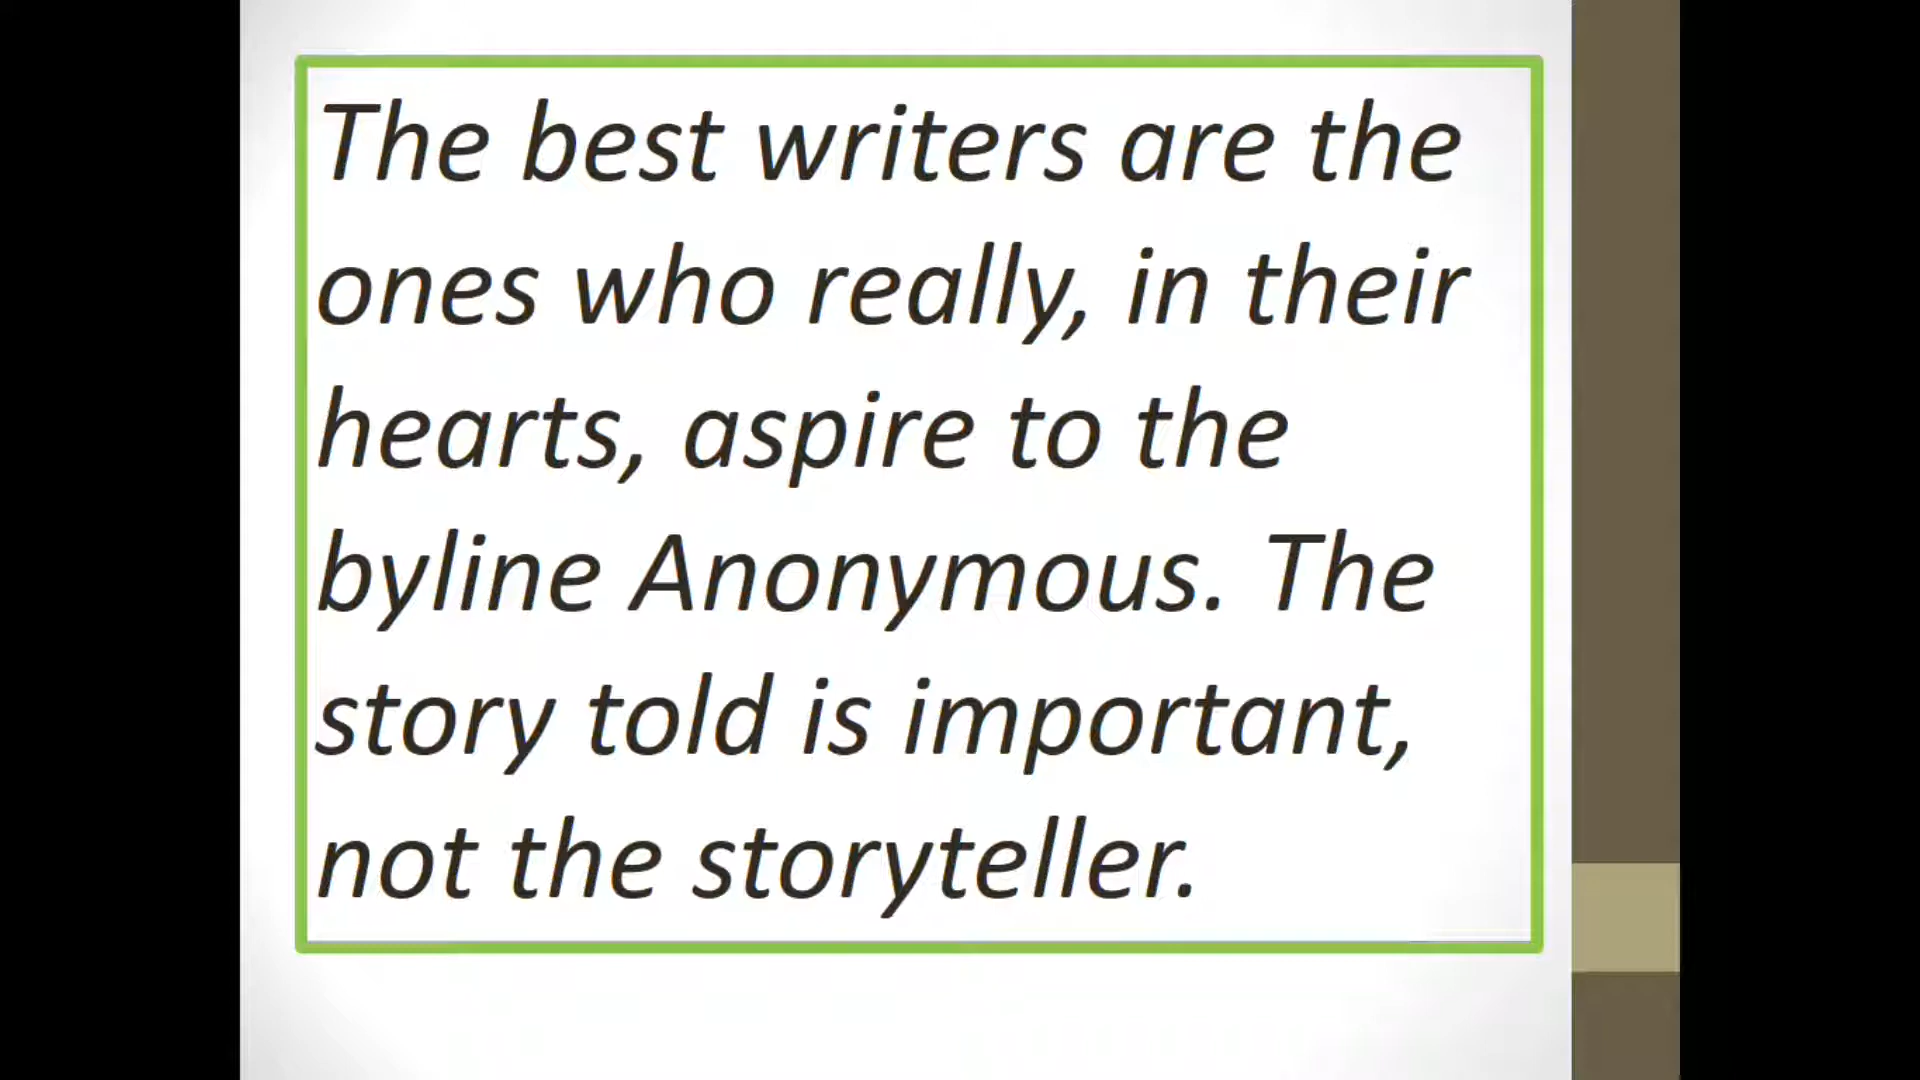 The best writers are the
ones who really, in their
hearts, aspire to the
byline Anonymous. The
story told is important,
not the storyteller.